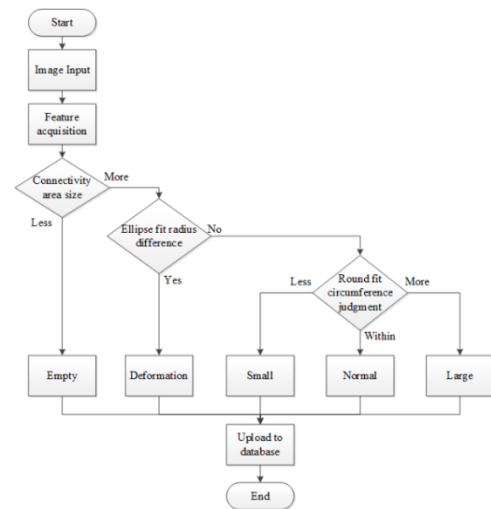 Start
Image Input
Feature
acquisition
Connectivity
area size
More
Less
Ellipse fit radius
difference
No
Yes
Round fit
circumference
judgment
Less
More
Within
Empty
Deformation
Small
Normal
Large
Upload to
database
End